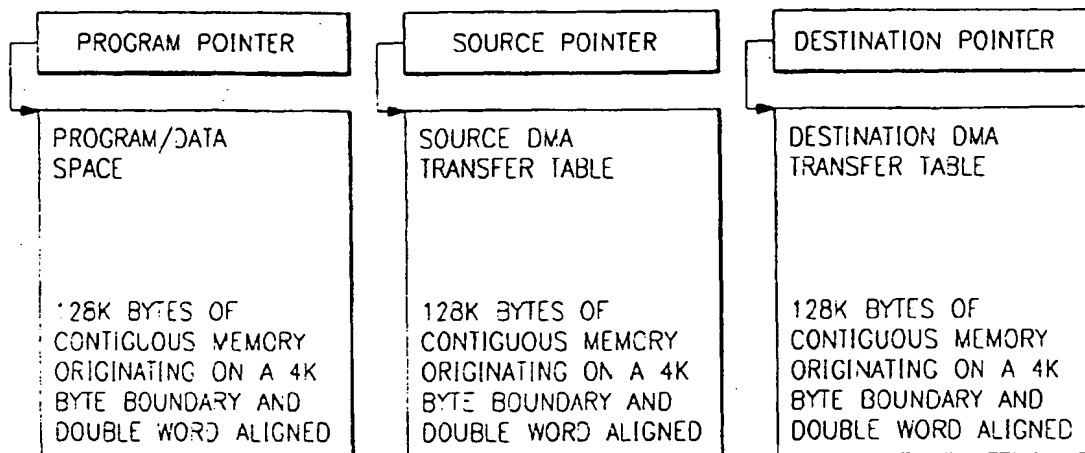 PROGRAM POINTER
SOURCE POINTER
DESTINATION POINTER
PROGRAM/DATA
SPACE
128K BYTES OF
CONTIGUOUS MEMORY
ORIGINATING ON A 4K
BYTE BOUNDARY AND
DOUBLE WORD ALIGNED
SOURCE DMA
TRANSFER TABLE
128K BYTES OF
CONTIGUOUS MEMORY
ORIGINATING ON A 4K
BYTE BOUNDARY AND
DOUBLE WORD ALIGNED
DESTINATION DMA
TRANSFER TABLE
128K BYTES OF
CONTIGUOUS MEMORY
ORIGINATING ON A 4K
BYTE BOUNDARY AND
DOUBLE WORD ALIGNED